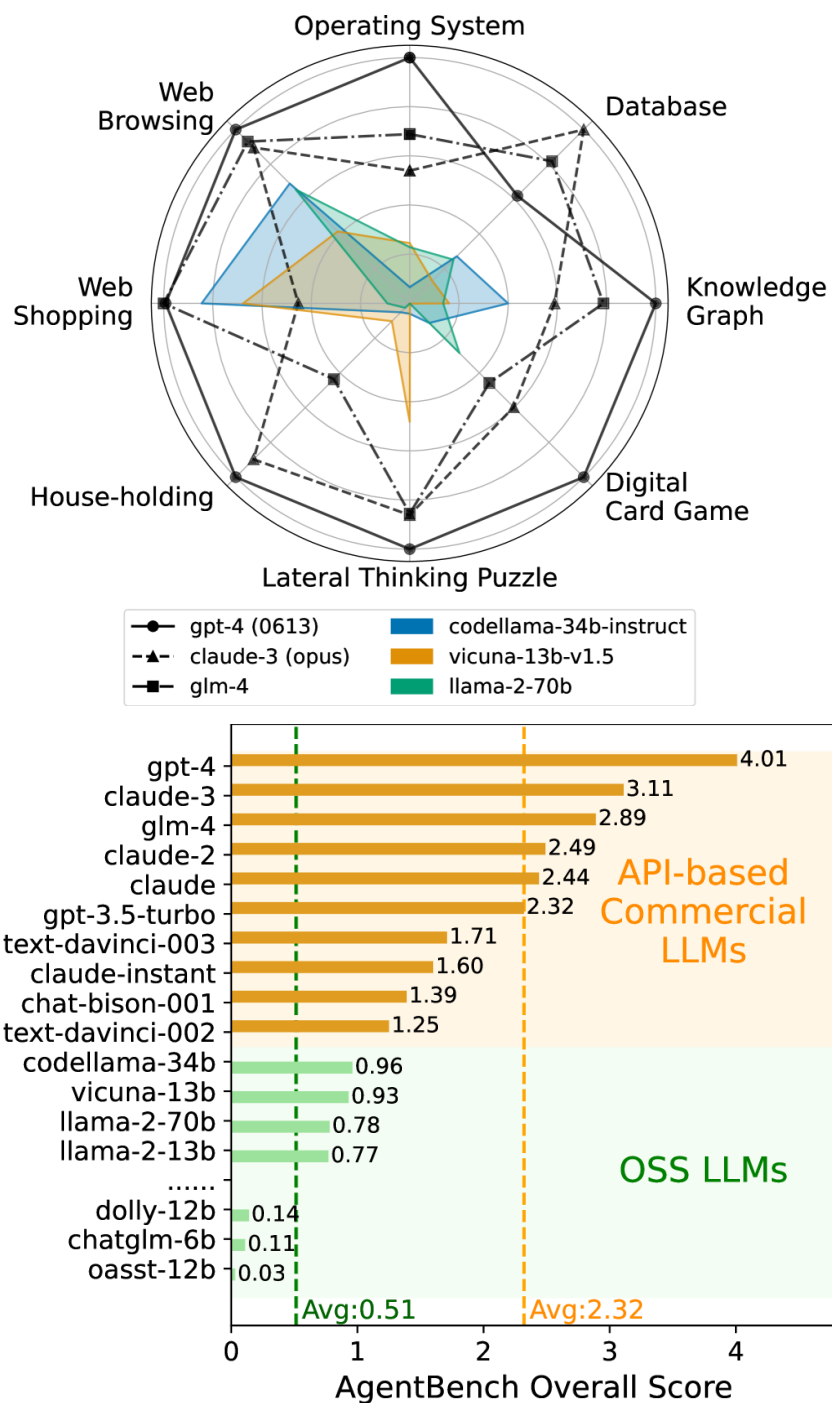 Operating System
Web
Browsing
Database
Web
Shopping
Knowledge
Graph
House-holding
Digital
Card Game
Lateral Thinking Puzzle
gpt-4 (0613)
codellama-34b-instruct
claude-3 (opus)
vicuna-13b-v1.5
glm-4
llama-2-70b
gpt-4
4.01
claude-3
3.11
glm-4
2.89
claude-2
2.49
claude
2.44
gpt-3.5-turbo
2.32
text-davinci-003
1.71
claude-instant
1.60
chat-bison-001
1.39
text-davinci-002
1.25
API-based
Commercial
LLMs
codellama-34b
0.96
vicuna-13b
0.93
llama-2-70b
0.78
llama-2-13b
0.77
......
dolly-12b
0.14
chatglm-6b
0.11
oasst-12b
0.03
OSS LLMs
Avg:0.51
Avg:2.32
0 1 2 3 4
AgentBench Overall Score